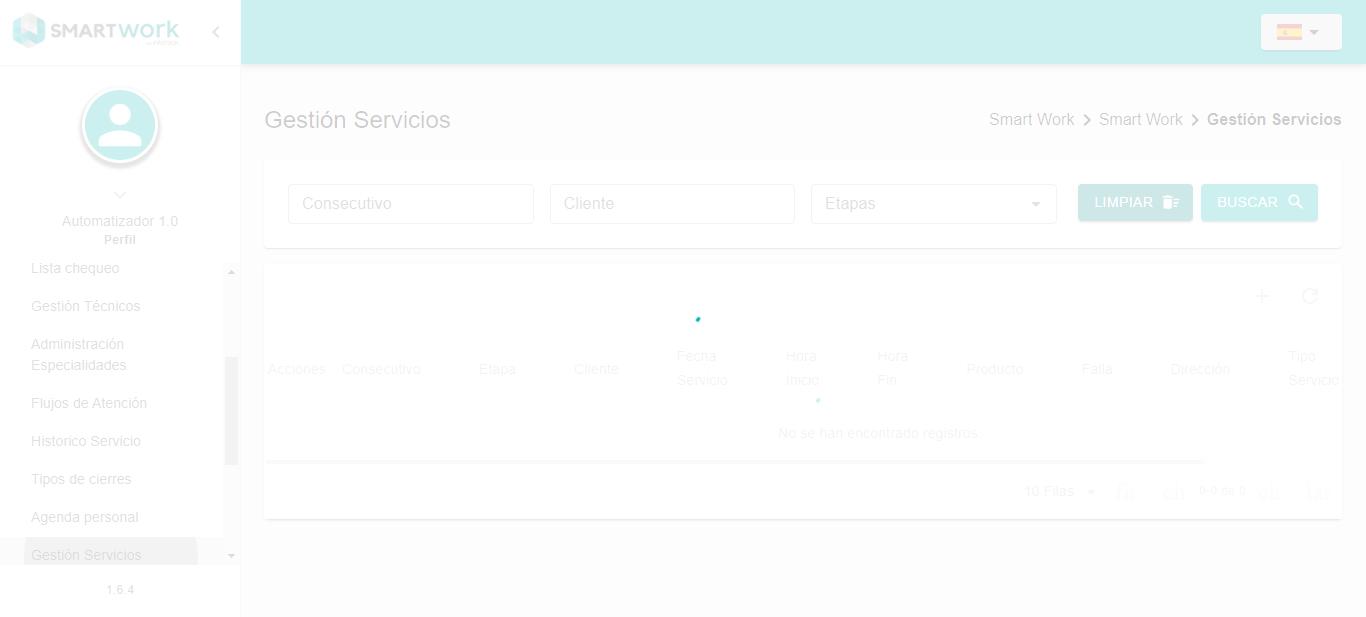 SMARTWORK
Automatizador 1.0
Perfil
Lista chequeo
Gestión Técnicos
Administración
Especialidades
Flujos de Atención
Historico Servicio
Tipos de cierres
Agenda personal
Gestión Servicios
1.6.4
Gestión Servicios
Smart Work > Smart Work > Gestión Servicios
Consecutivo Cliente Etapas LIMPIAR BUSCAR
Acciones Consecutivo Etapa Cliente Fecha Servicio Hora Inicio Hora Fin Producto Falla Dirección Tipo Servicio
No se han encontrado registros
10 Filas 0-0 de 0